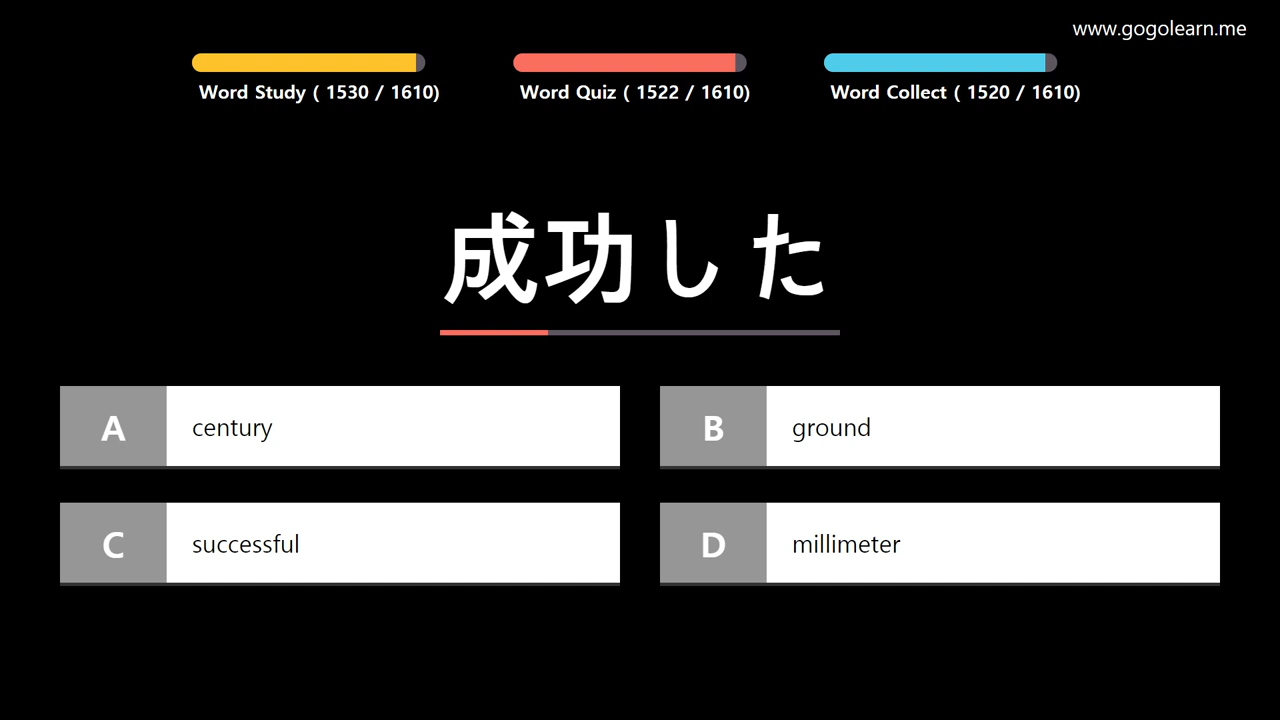 www.gogolearn.me
Word Study ( 1530 / 1610)
Word Quiz ( 1522 / 1610)
Word Collect ( 1520 / 1610)
成功した
A century
B ground
C successful
D millimeter